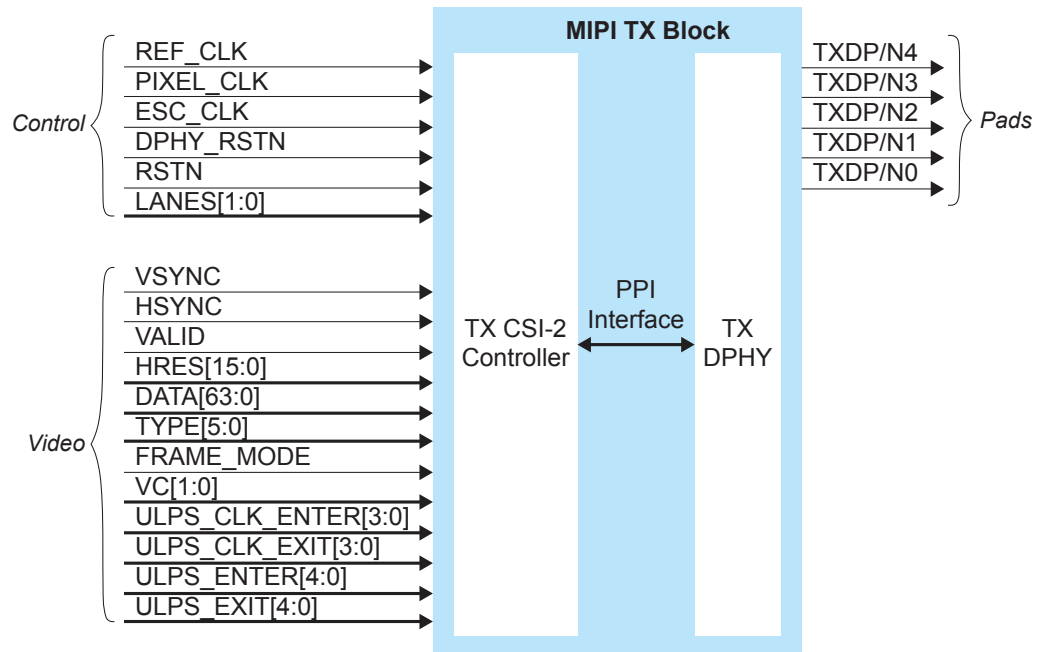 MIPI TX Block
Control
REF_CLK
PIXEL_CLK
ESC_CLK
DPHY_RSTN
RSTN
LANES[1:0]
Video
VSYNC
HSYNC
VALID
HRES[15:0]
DATA[63:0]
TYPE[5:0]
FRAME_MODE
VC[1:0]
ULPS_CLK_ENTER[3:0]
ULPS_CLK_EXIT[3:0]
ULPS_ENTER[4:0]
ULPS_EXIT[4:0]
TX CSI-2
Controller
PPI
Interface
TX
DPHY
TXDP/N4
TXDP/N3
TXDP/N2
TXDP/N1
TXDP/N0
Pads